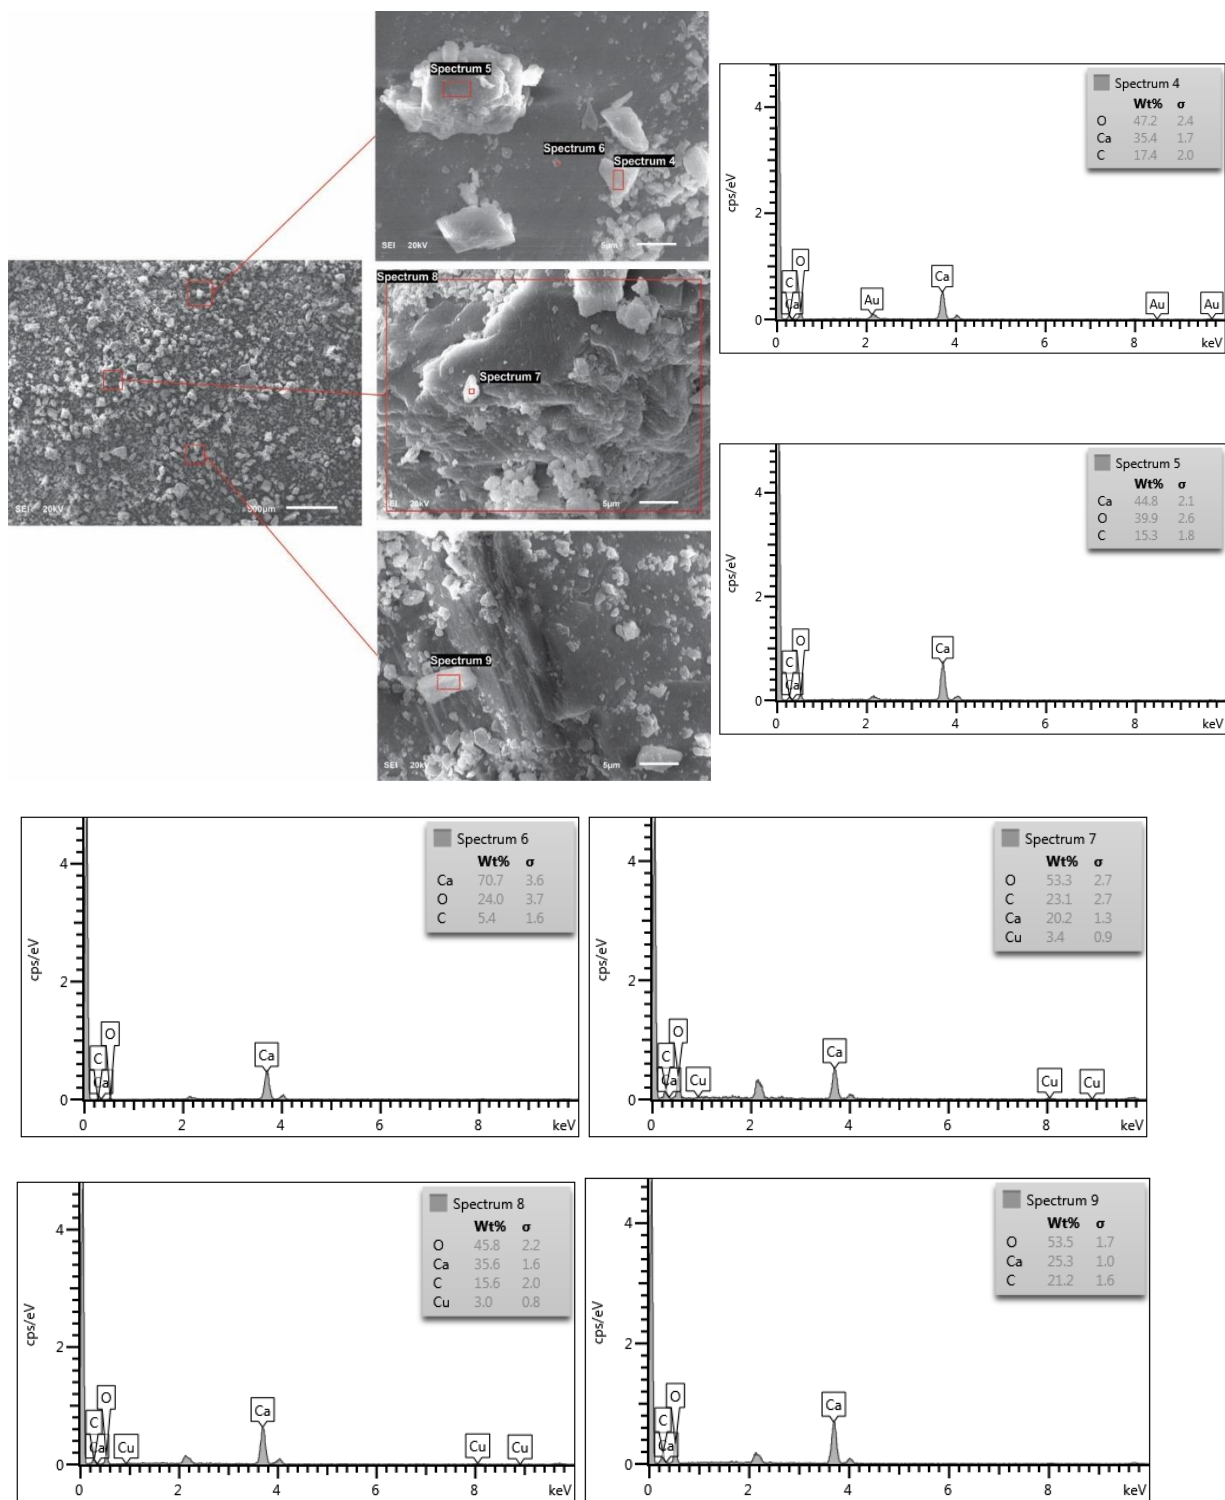 Spectrum 5
Spectrum 6
Spectrum 4
SEI 20kV 5µm
Spectrum 8
Spectrum 7
SEI 20kV 5µm
SEI 20kV 300µm
Spectrum 9
SEI 20kV 5µm
Spectrum 4
Wt% σ
O 47.2 2.4
Ca 35.4 1.7
C 17.4 2.0
cps/eV
4
2
0
O
C
Ca
Au
Ca
Au
Au
0 2 4 6 8 keV
Spectrum 5
Wt% σ
Ca 44.8 2.1
O 39.9 2.6
C 15.3 1.8
cps/eV
4
2
0
O
C
Ca
Ca
0 2 4 6 8 keV
Spectrum 6
Wt% σ
Ca 70.7 3.6
O 24.0 3.7
C 5.4 1.6
cps/eV
4
2
0
O
C
Ca
Ca
0 2 4 6 8 keV
Spectrum 7
Wt% σ
O 53.3 2.7
C 23.1 2.7
Ca 20.2 1.3
Cu 3.4 0.9
cps/eV
4
2
0
O
C
Ca
Cu
Ca
Cu
Cu
0 2 4 6 8 keV
Spectrum 8
Wt% σ
O 45.8 2.2
Ca 35.6 1.6
C 15.6 2.0
Cu 3.0 0.8
cps/eV
4
2
0
O
C
Ca
Cu
Ca
Cu
Cu
0 2 4 6 8 keV
Spectrum 9
Wt% σ
O 53.5 1.7
Ca 25.3 1.0
C 21.2 1.6
cps/eV
4
2
0
O
C
Ca
Ca
0 2 4 6 8 keV